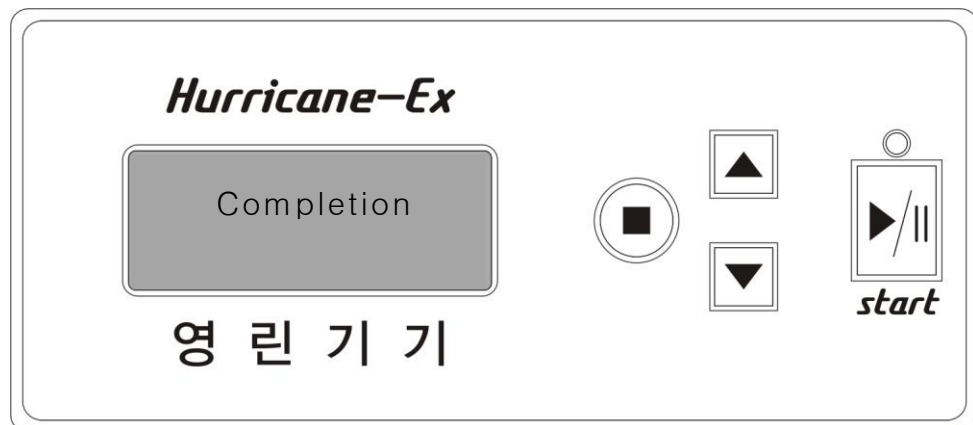 Hurricane-Ex
Completion
영 린 기 기
start